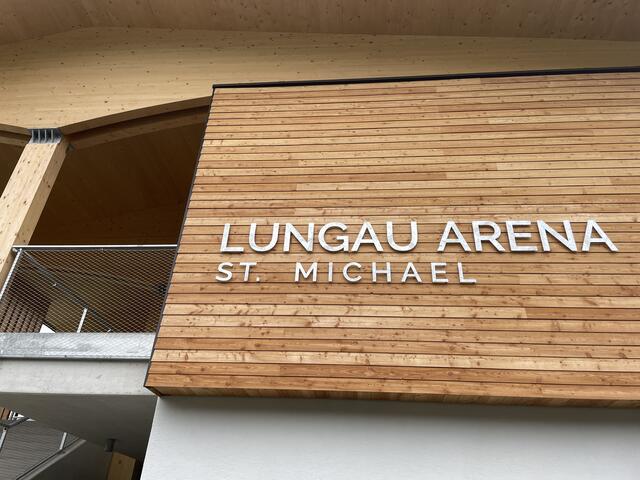 LUNGAU ARENA
ST. MICHAEL